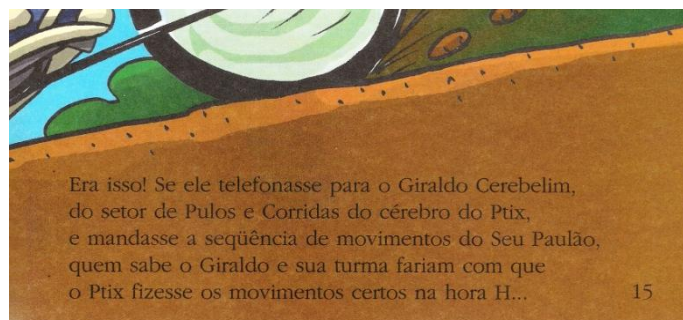 Era isso! Se ele telefonasse para o Giraldo Cerebelim,
do setor de Pulos e Corridas do cérebro do Ptix,
e mandasse a seqüência de movimentos do Seu Paulão,
quem sabe o Giraldo e sua turma fariam com que
o Ptix fizesse os movimentos certos na hora H...
15